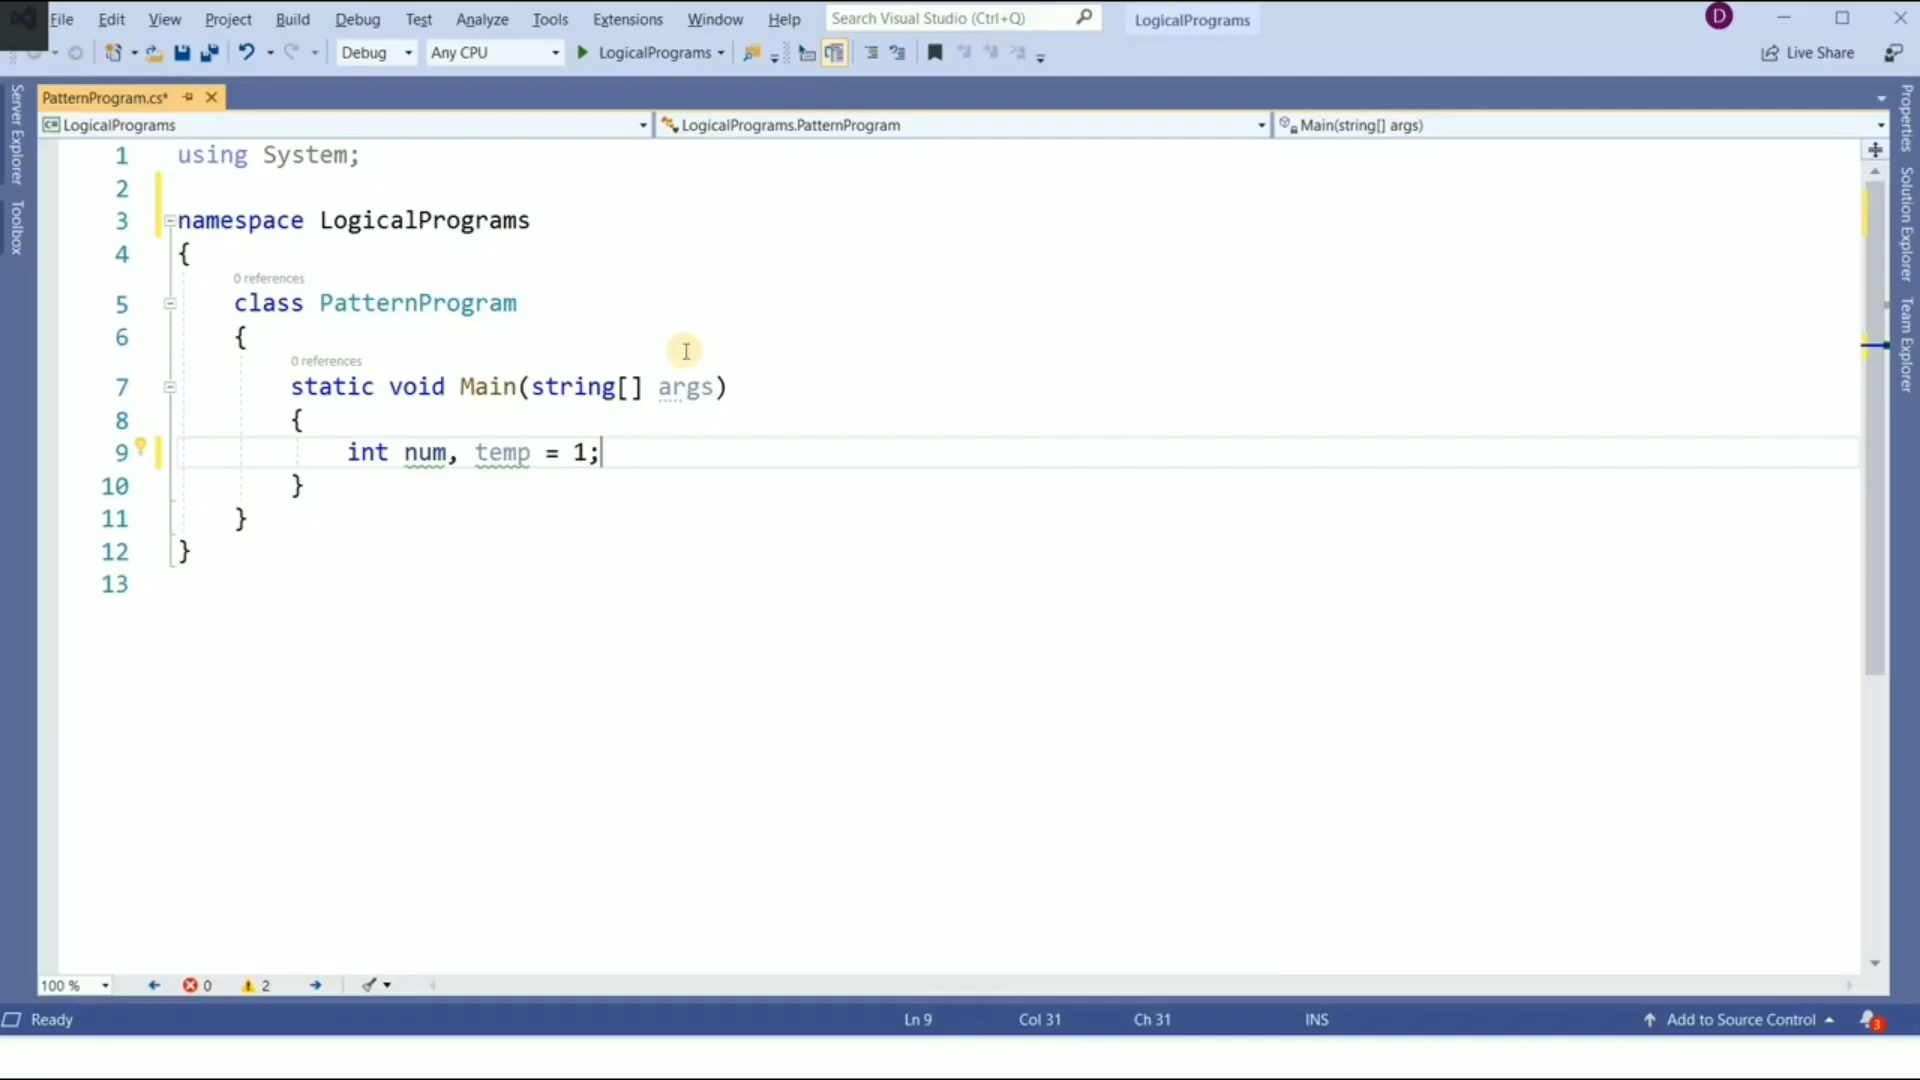 File Edit View Project Build Debug Test Analyze Tools Extensions Window Help Search Visual Studio (Ctrl+Q) LogicalPrograms D
Debug Any CPU LogicalPrograms Live Share
PatternProgram.cs*
LogicalPrograms LogicalPrograms.PatternProgram Main(string[] args)
Server Explorer
Toolbox
Properties
Solution Explorer
Team Explorer
1 using System;
2
3 namespace LogicalPrograms
4 {
0 references
5 class PatternProgram
6 {
0 references
7 static void Main(string[] args)
8 {
9 int num, temp = 1;
10 }
11 }
12 }
13
100 % 0 2
Ready Ln 9 Col 31 Ch 31 INS Add to Source Control 3